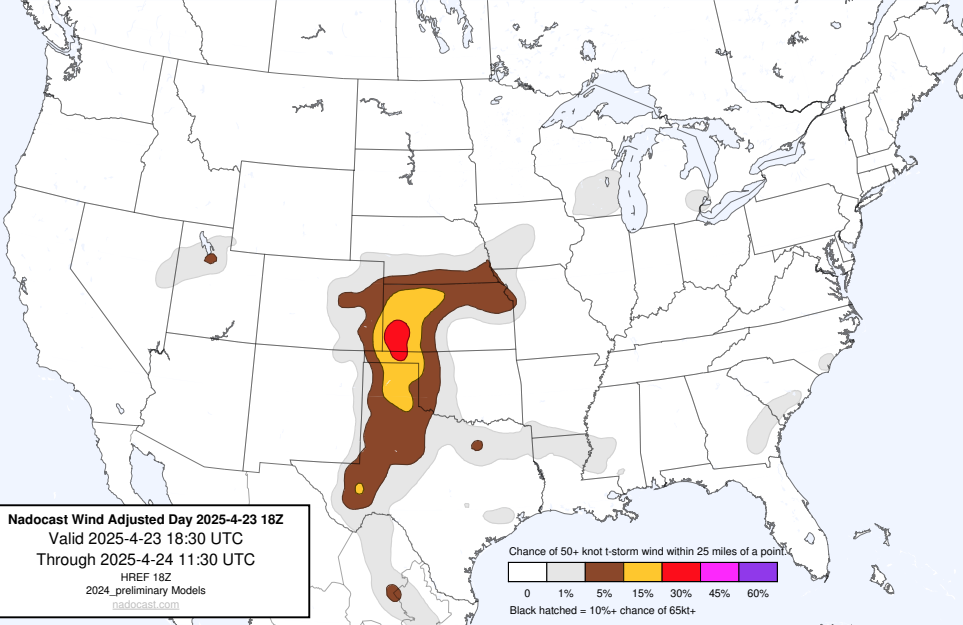 Nadocast Wind Adjusted Day 2025-4-23 18Z
Valid 2025-4-23 18:30 UTC
Through 2025-4-24 11:30 UTC
HREF 18Z
2024_preliminary Models
nadocast.com
Chance of 50+ knot t-storm wind within 25 miles of a point.
0 1% 5% 15% 30% 45% 60%
Black hatched = 10%+ chance of 65kt+